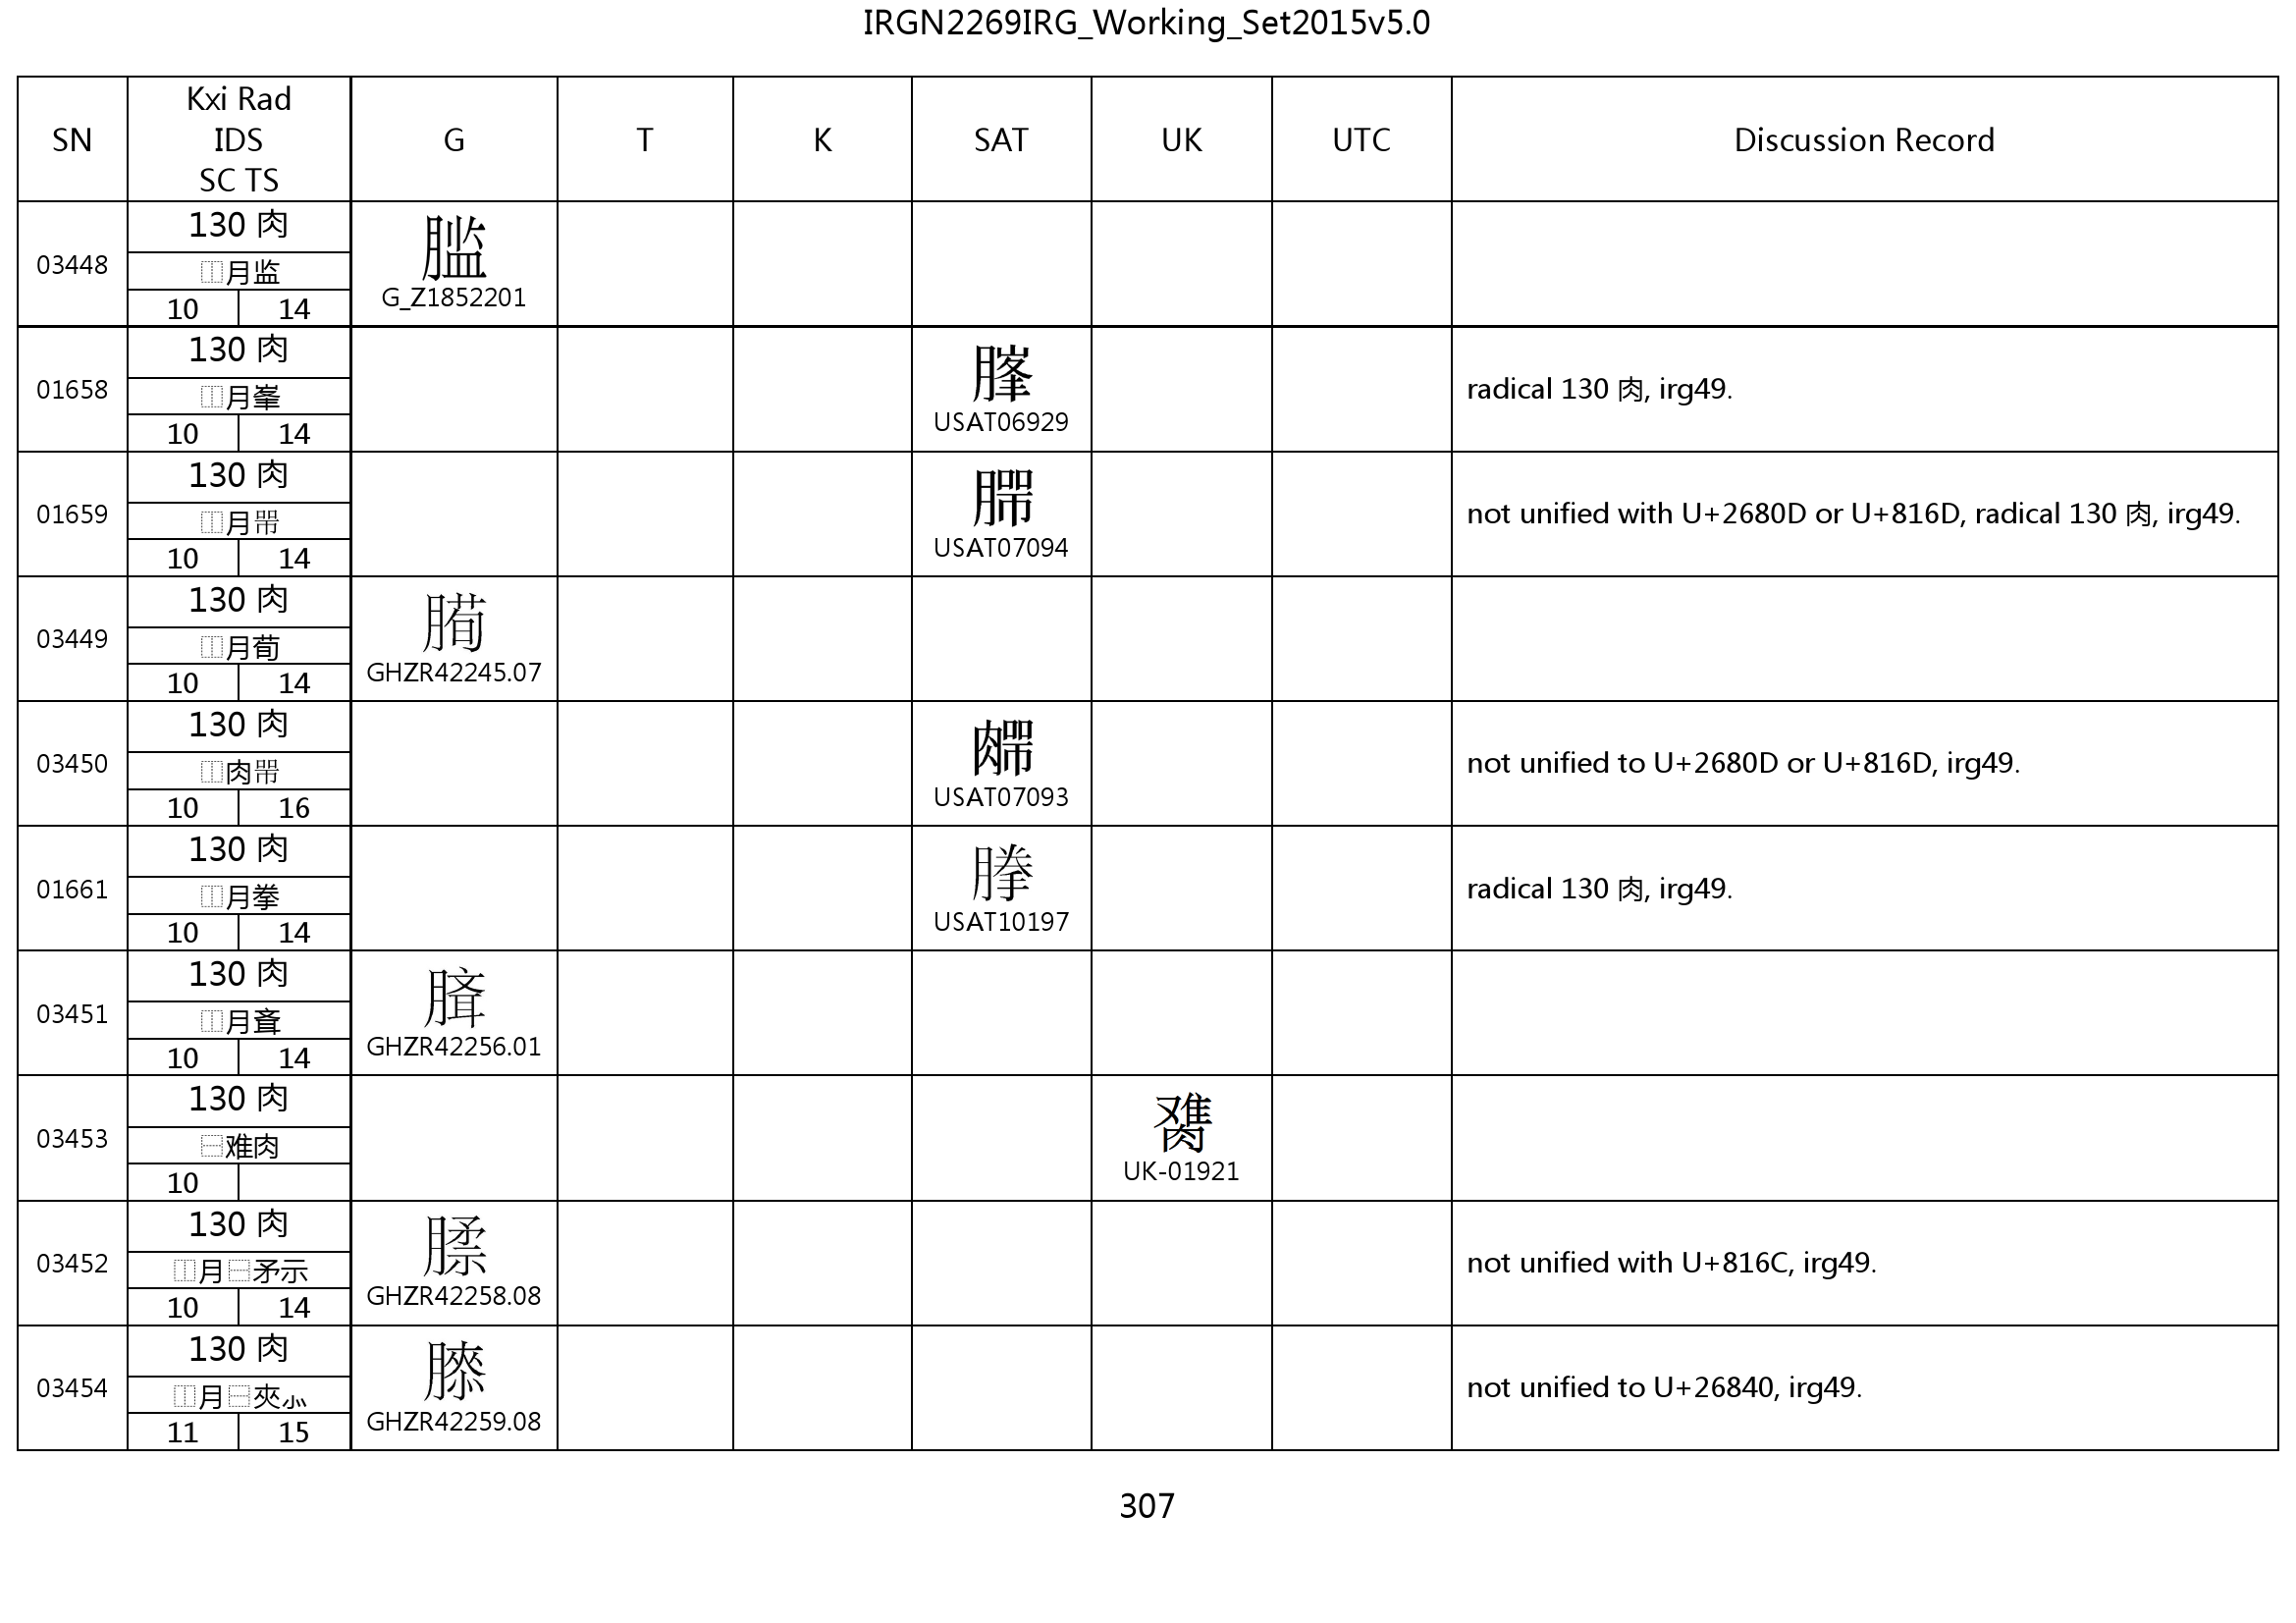 IRGN2269IRG_Working_Set2015v5.0
SN
Kxi Rad
IDS
SC TS
G
T
K
SAT
UK
UTC
Discussion Record
03448
130 肉
⿰月监
10 14
G_Z1852201
01658
130 肉
⿰月峯
10 14
USAT06929
radical 130 肉, irg49.
01659
130 肉
⿰月
10 14
USAT07094
not unified with U+2680D or U+816D, radical 130 肉, irg49.
03449
130 肉
⿰月萄
10 14
GHZR42245.07
03450
130 肉
⿰肉
10 16
USAT07093
not unified to U+2680D or U+816D, irg49.
01661
130 肉
⿰月拳
10 14
USAT10197
radical 130 肉, irg49.
03451
130 肉
⿰月
10 14
GHZR42256.01
03453
130 肉
⿱难肉
10
UK-01921
03452
130 肉
⿰月⿱矛示
10 14
GHZR42258.08
not unified with U+816C, irg49.
03454
130 肉
⿰月⿱夾⺗
11 15
GHZR42259.08
not unified to U+26840, irg49.
307